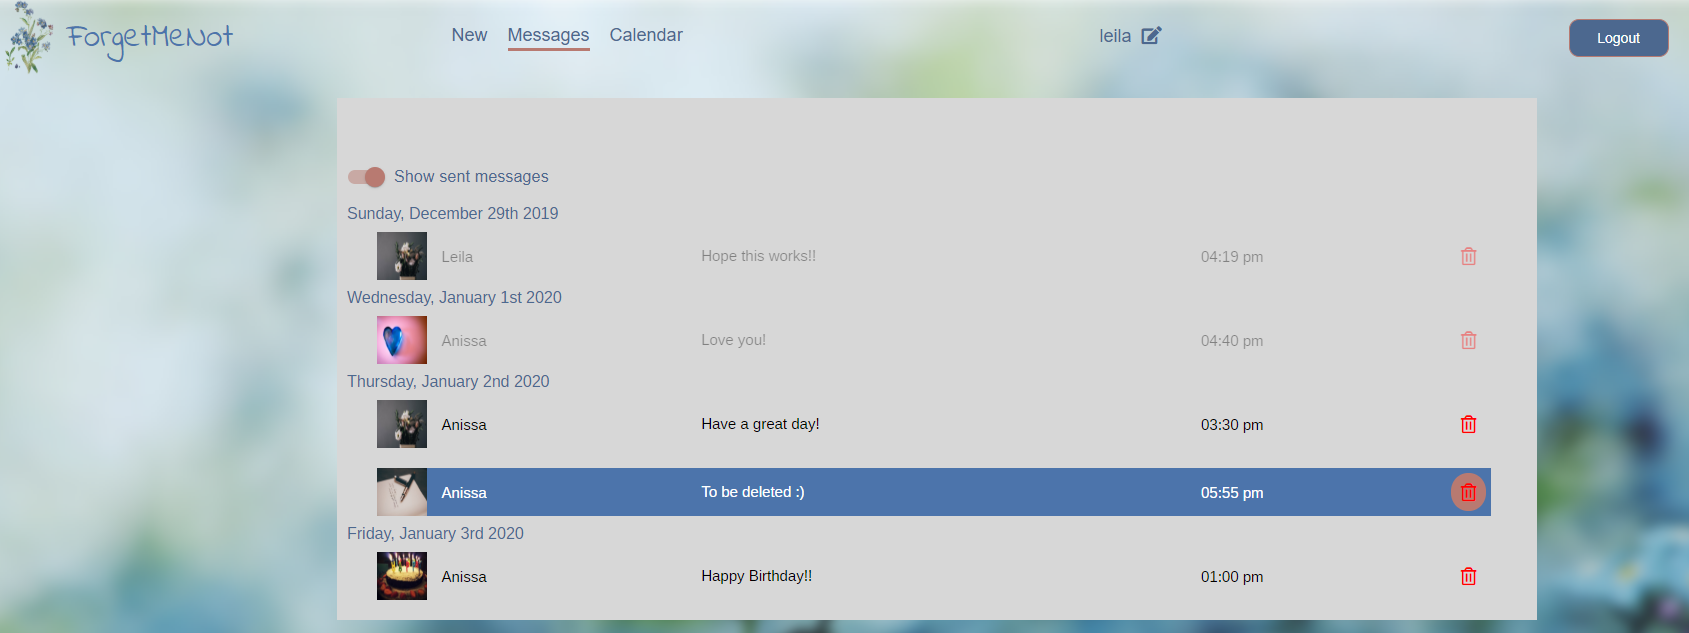 ForgetMeNot
New Messages Calendar
leila
Logout
Show sent messages
Sunday, December 29th 2019
Leila Hope this works!! 04:19 pm
Wednesday, January 1st 2020
Anissa Love you! 04:40 pm
Thursday, January 2nd 2020
Anissa Have a great day! 03:30 pm
Anissa To be deleted :) 05:55 pm
Friday, January 3rd 2020
Anissa Happy Birthday!! 01:00 pm